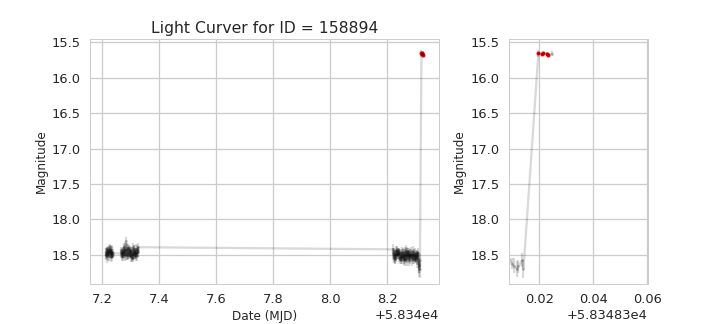 Light Curver for ID = 158894
15.5
16.0
16.5
17.0
17.5
18.0
18.5
Magnitude
7.2 7.4 7.6 7.8 8.0 8.2
Date (MJD)
+5.834e4
15.5
16.0
16.5
17.0
17.5
18.0
18.5
Magnitude
0.02 0.04 0.06
+5.83483e4